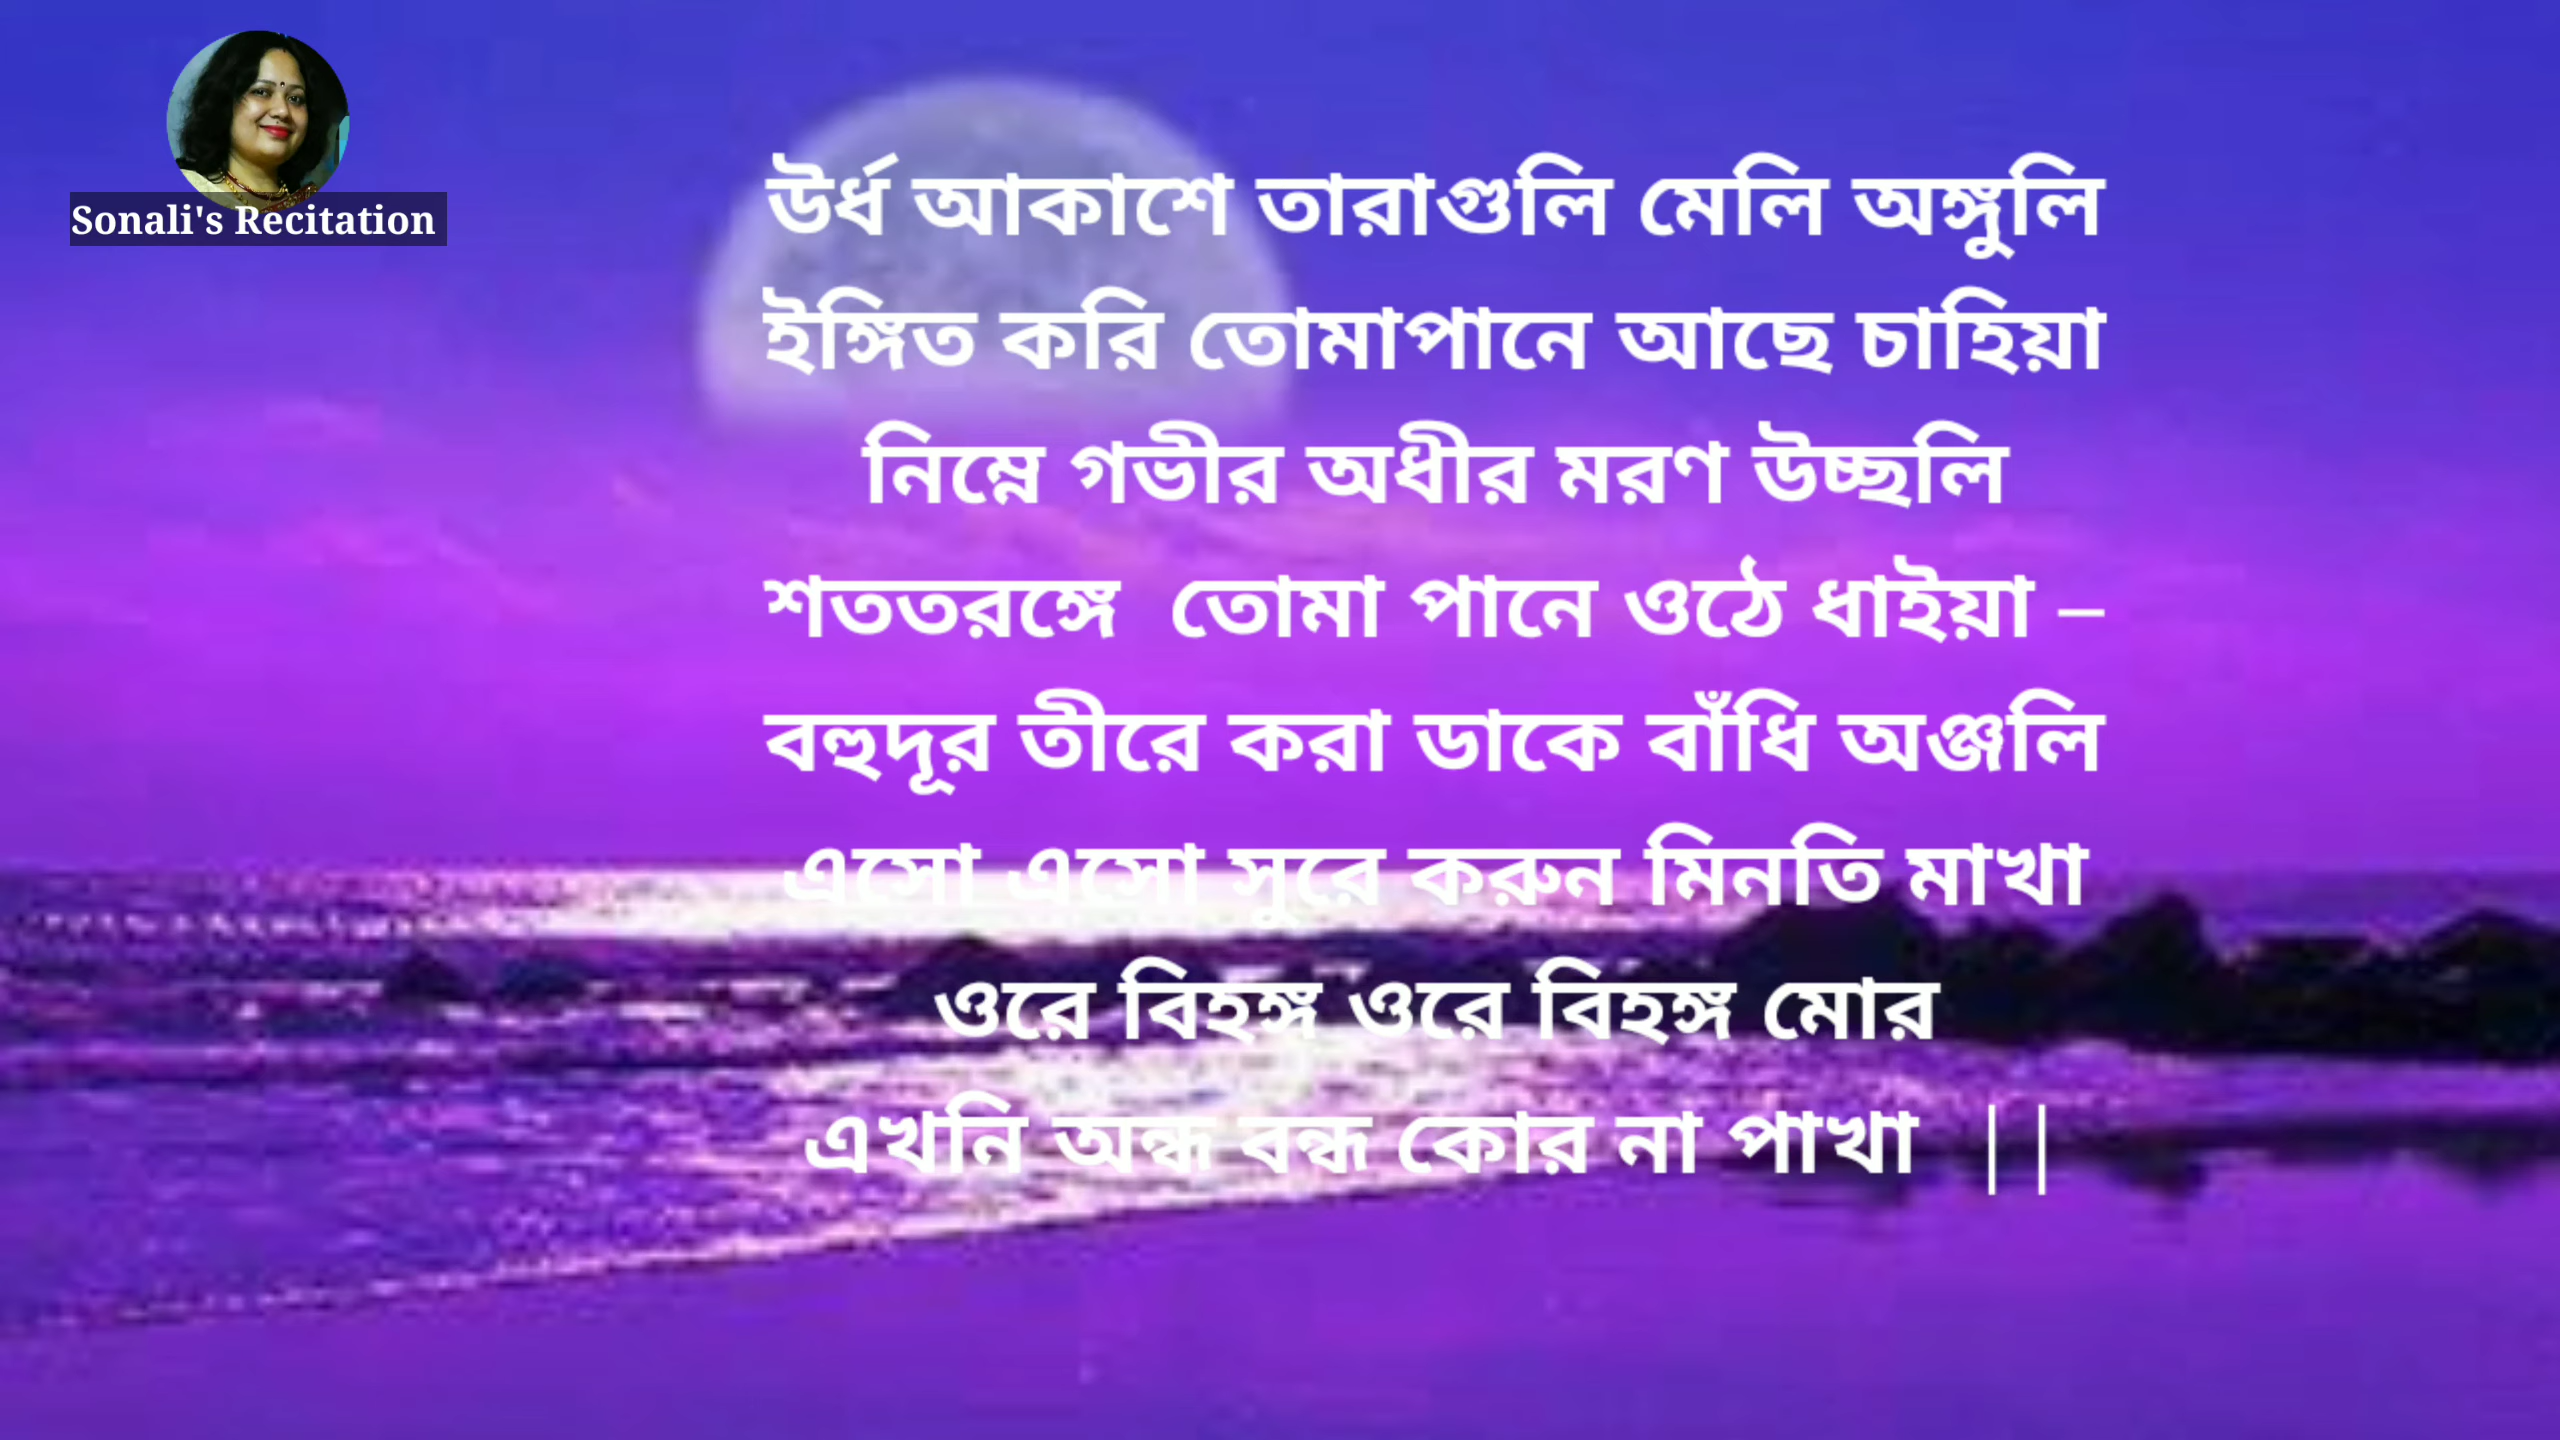 Sonali's Recitation
উর্ধ আকাশে তারাগুলি মেলি অঙ্গুলি
ইঙ্গিত করি তোমাপানে আছে চাহিয়া
নিম্নে গভীর অধীর মরণ উচ্ছলি
শততরঙ্গে তোমা পানে ওঠে ধাইয়া –
বহুদূর তীরে করা ডাকে বাঁধি অঞ্জলি
এসো এসো সুরে করুন মিনতি মাখা
ওরে বিহঙ্গ ওরে বিহঙ্গ মোর
এখনি অন্ধ বন্ধ কোর না পাখা ||